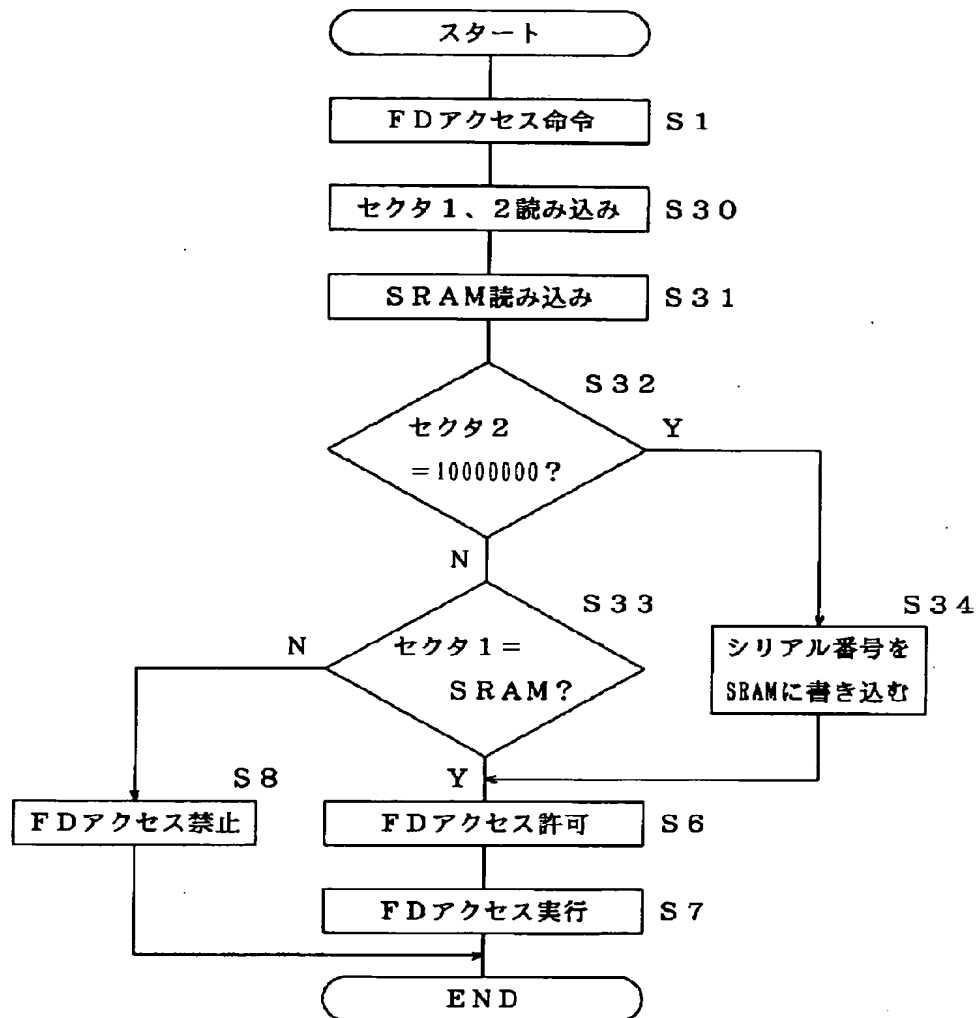 スタート
FDアクセス命令 S1
セクタ1、2読み込み S30
SRAM読み込み S31
S32
セクタ2
=10000000?
Y
N
S33
セクタ1=
SRAM?
N
S34
シリアル番号を
SRAMに書き込む
Y
S8
FDアクセス禁止
FDアクセス許可 S6
FDアクセス実行 S7
END